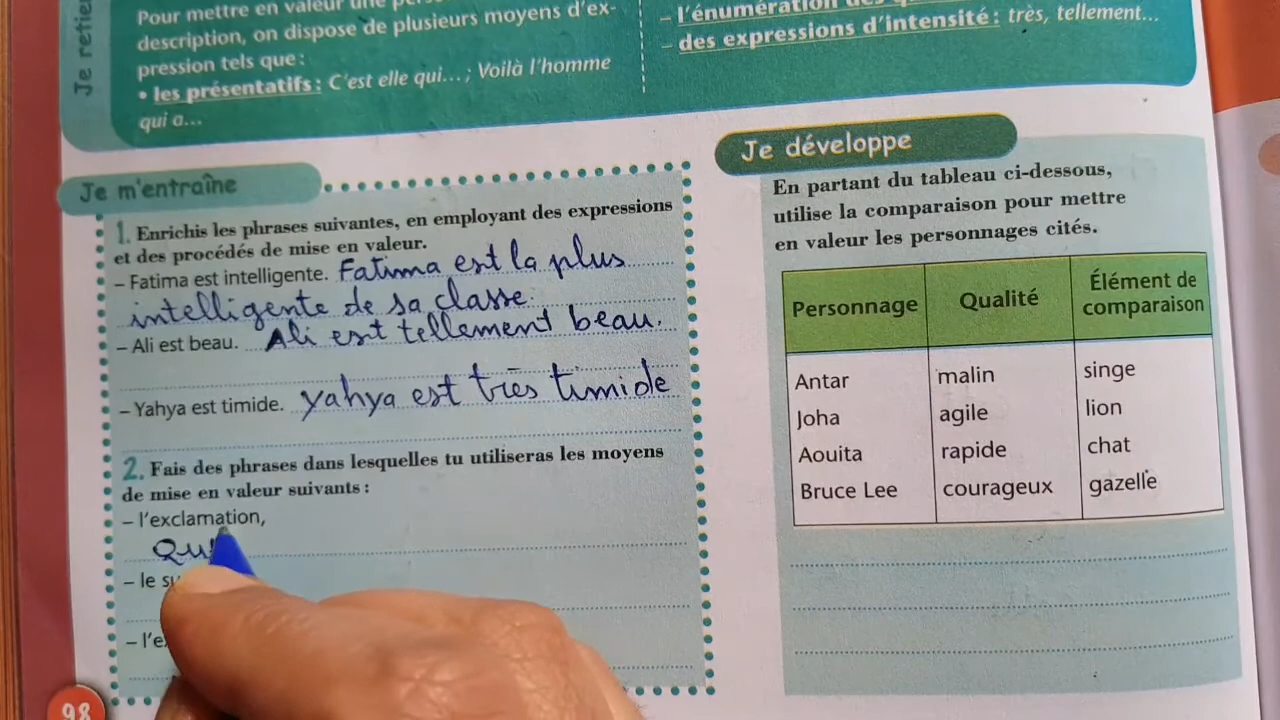 Je retie
Pour mettre en valeur une
description, on dispose de plusieurs moyens d'ex-
pression tels que :
• les présentatifs : C'est elle qui... ; Voilà l'homme
qui a...
– l'énumération
– des expressions d'intensité : très, tellement...
Je m'entraîne
1. Enrichis les phrases suivantes, en employant des expressions
et des procédés de mise en valeur.
– Fatima est intelligente. Fatima est la plus
intelligente de sa classe.
– Ali est beau. Ali est tellement beau.
– Yahya est timide. Yahya est très timide
2. Fais des phrases dans lesquelles tu utiliseras les moyens
de mise en valeur suivants :
– l'exclamation,
Qu
– le su
– l'e
98
Je développe
En partant du tableau ci-dessous,
utilise la comparaison pour mettre
en valeur les personnages cités.
Personnage Qualité Élément de comparaison
Antar malin singe
Joha agile lion
Aouita rapide chat
Bruce Lee courageux gazelle